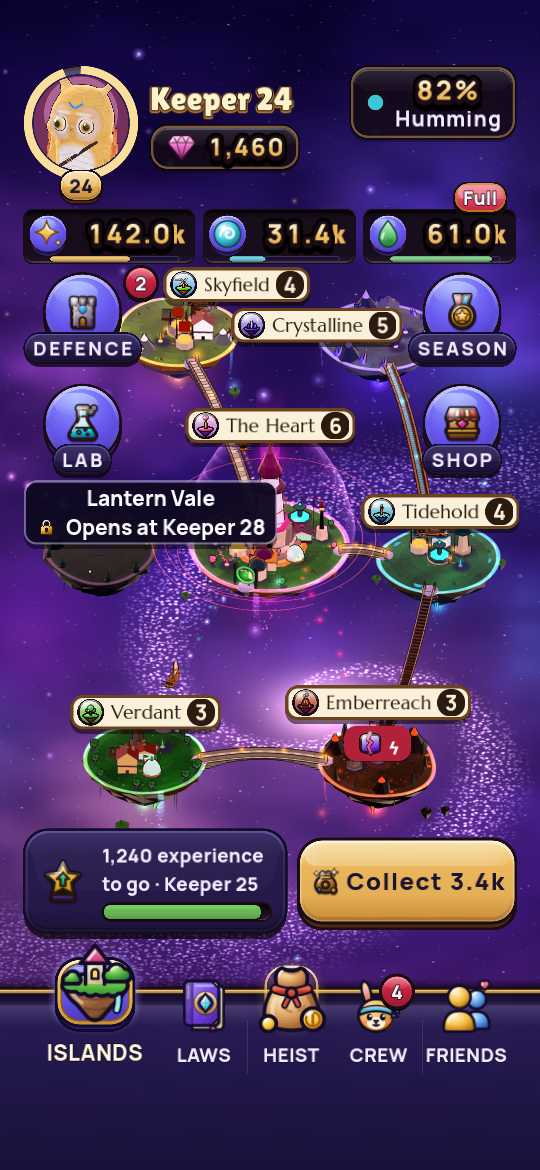 Keeper 24
1,460
24
82%
Humming
Full
142.0k
31.4k
61.0k
2
Skyfield 4
Crystalline 5
DEFENCE
SEASON
The Heart 6
LAB
SHOP
Lantern Vale
Opens at Keeper 28
Tidehold 4
Verdant 3
Emberreach 3
1,240 experience
to go · Keeper 25
Collect 3.4k
4
ISLANDS
LAWS
HEIST
CREW
FRIENDS